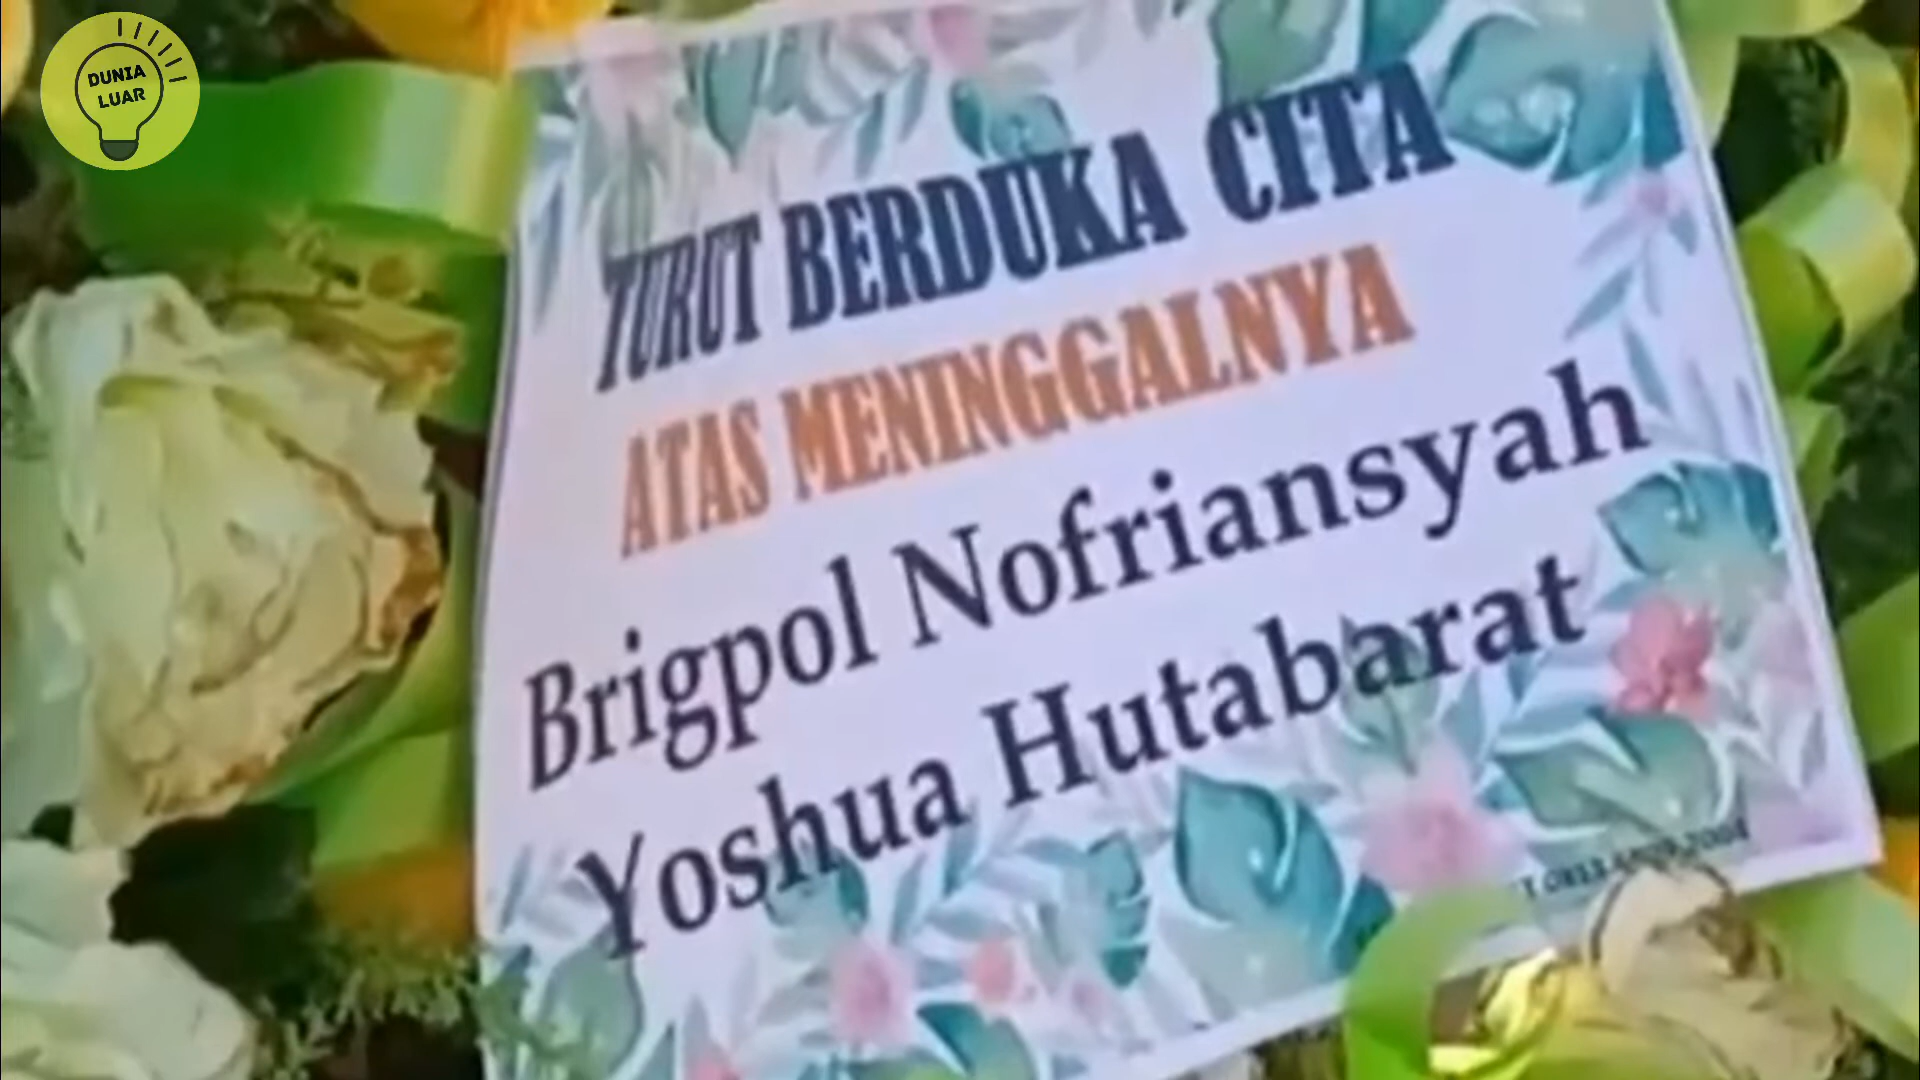 DUNIA
LUAR
TURUT BERDUKA CITA
ATAS MENINGGALNYA
Brigpol Nofriansyah
Yoshua Hutabarat